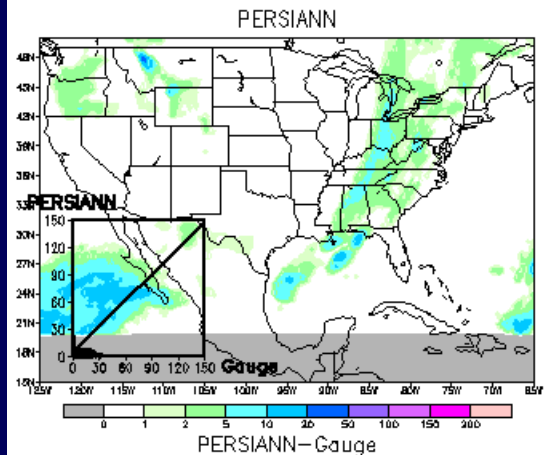 PERSIANN
48N
45N
42N
39N
36N
33N
30N
27N
24N
21N
18N
15N
PERSIANN
150
120
90
60
30
0
0 30 60 90 120 150 Gauge
125W 120W 115W 110W 105W 100W 95W 90W 85W 80W 75W 70W 65W
0 1 2 5 10 20 50 100 150 200
PERSIANN-Gauge